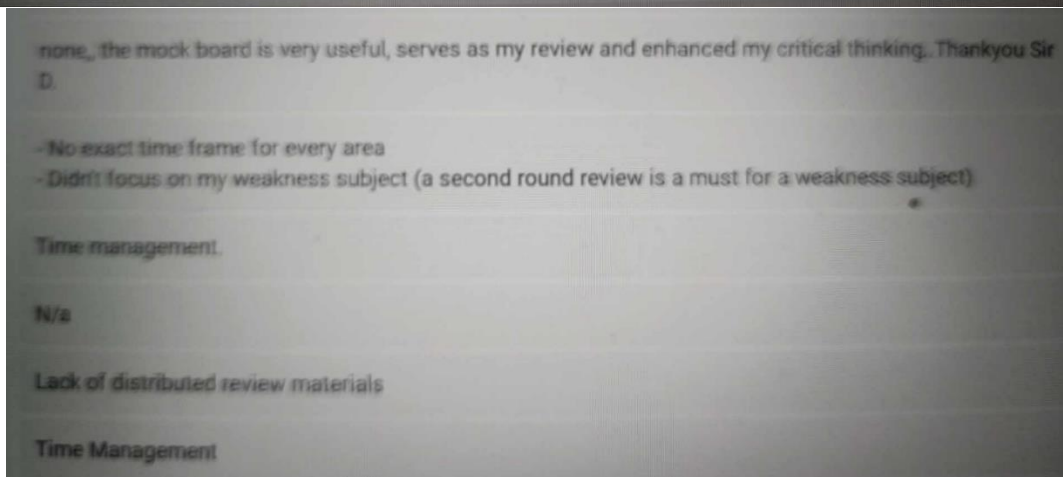 none,, the mock board is very useful, serves as my review and enhanced my critical thinking.. Thankyou Sir
D.
- No exact time frame for every area
- Didn't focus on my weakness subject (a second round review is a must for a weakness subject)
Time management.
N/a
Lack of distributed review materials
Time Management